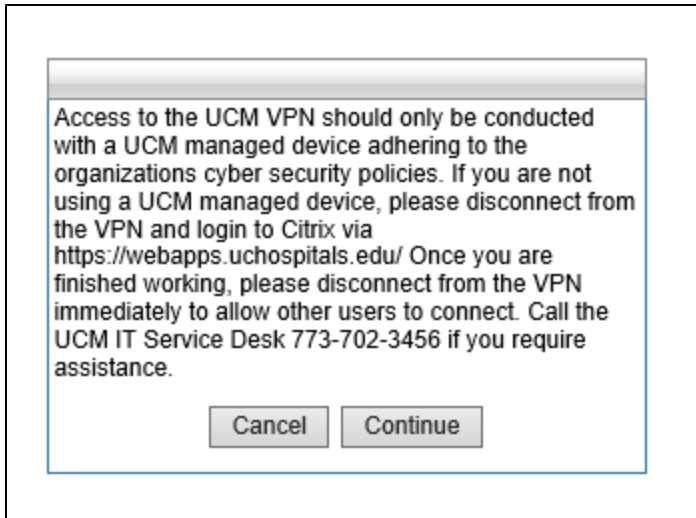 Access to the UCM VPN should only be conducted
with a UCM managed device adhering to the
organizations cyber security policies. If you are not
using a UCM managed device, please disconnect from
the VPN and login to Citrix via
https://webapps.uchospitals.edu/ Once you are
finished working, please disconnect from the VPN
immediately to allow other users to connect. Call the
UCM IT Service Desk 773-702-3456 if you require
assistance.
Cancel Continue